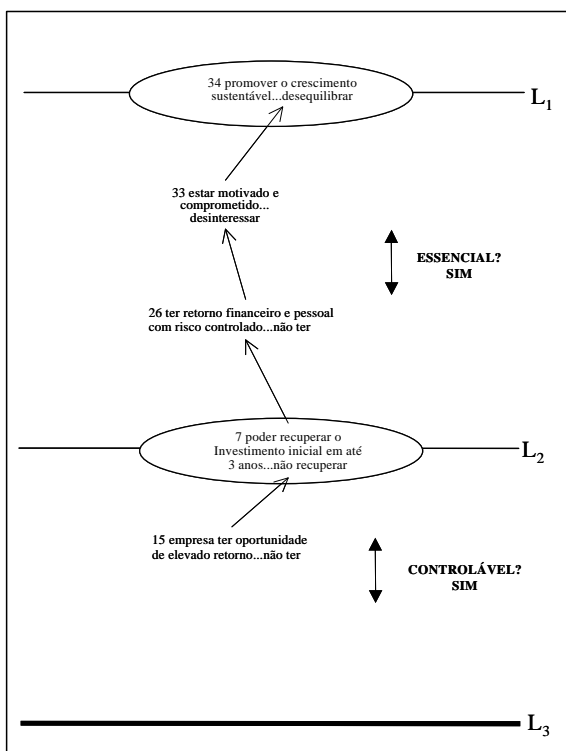 34 promover o crescimento
sustentável...desequilibrar
L1
33 estar motivado e
comprometido...
desinteressar
ESSENCIAL?
SIM
26 ter retorno financeiro e pessoal
com risco controlado...não ter
7 poder recuperar o
Investimento inicial em até
3 anos...não recuperar
L2
15 empresa ter oportunidade
de elevado retorno...não ter
CONTROLÁVEL?
SIM
L3